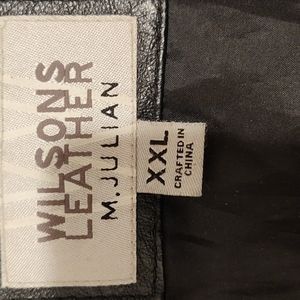 WILSONS
LEATHER
M. JULIAN
XXL
CRAFTED IN
CHINA